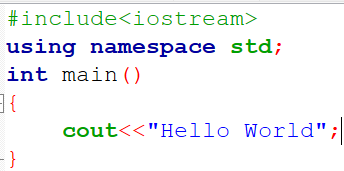 #include<iostream>
using namespace std;
int main()
{
    cout<<"Hello World";
}